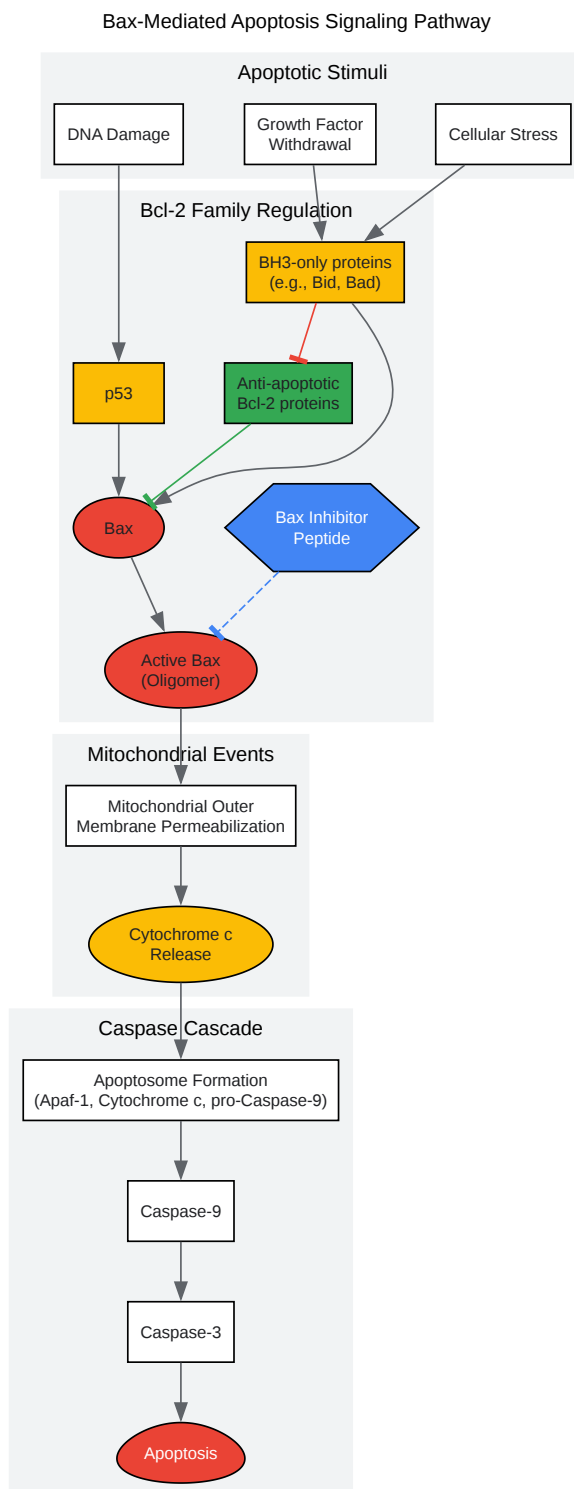 Bax-Mediated Apoptosis Signaling Pathway
Apoptotic Stimuli
DNA Damage
Growth Factor
Withdrawal
Cellular Stress
Bcl-2 Family Regulation
BH3-only proteins
(e.g., Bid, Bad)
p53
Anti-apoptotic
Bcl-2 proteins
Bax
Bax Inhibitor
Peptide
Active Bax
(Oligomer)
Mitochondrial Events
Mitochondrial Outer
Membrane Permeabilization
Cytochrome c
Release
Caspase Cascade
Apoptosome Formation
(Apaf-1, Cytochrome c, pro-Caspase-9)
Caspase-9
Caspase-3
Apoptosis